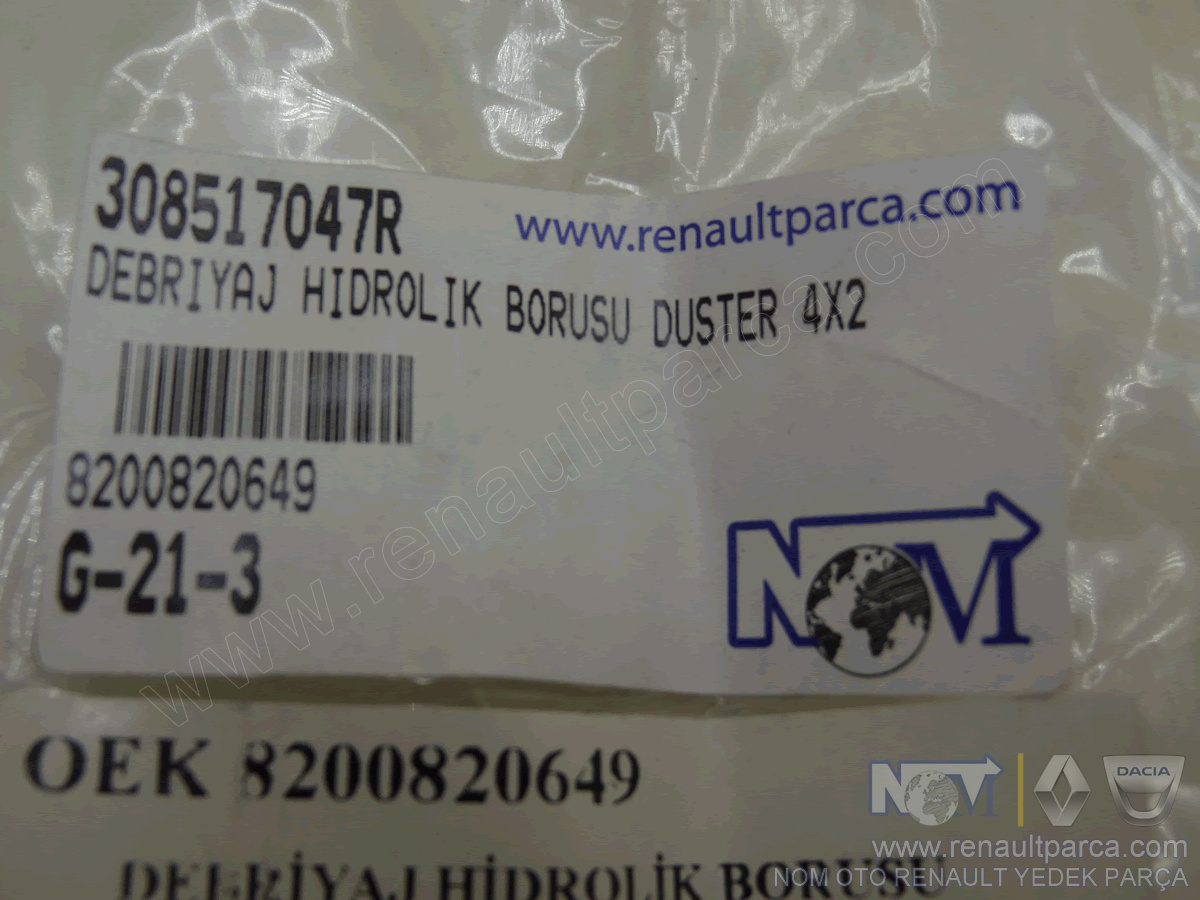 308517047R
www.renaultparca.com
DEBRIYAJ HIDROLIK BORUSU DUSTER 4X2
8200820649
G-21-3
NOM
www.renaultparca.com
OEK 8200820649
DEBRİYAJ HİDROLİK BORUSU
NOM
DACIA
www.renaultparca.com
NOM OTO RENAULT YEDEK PARÇA